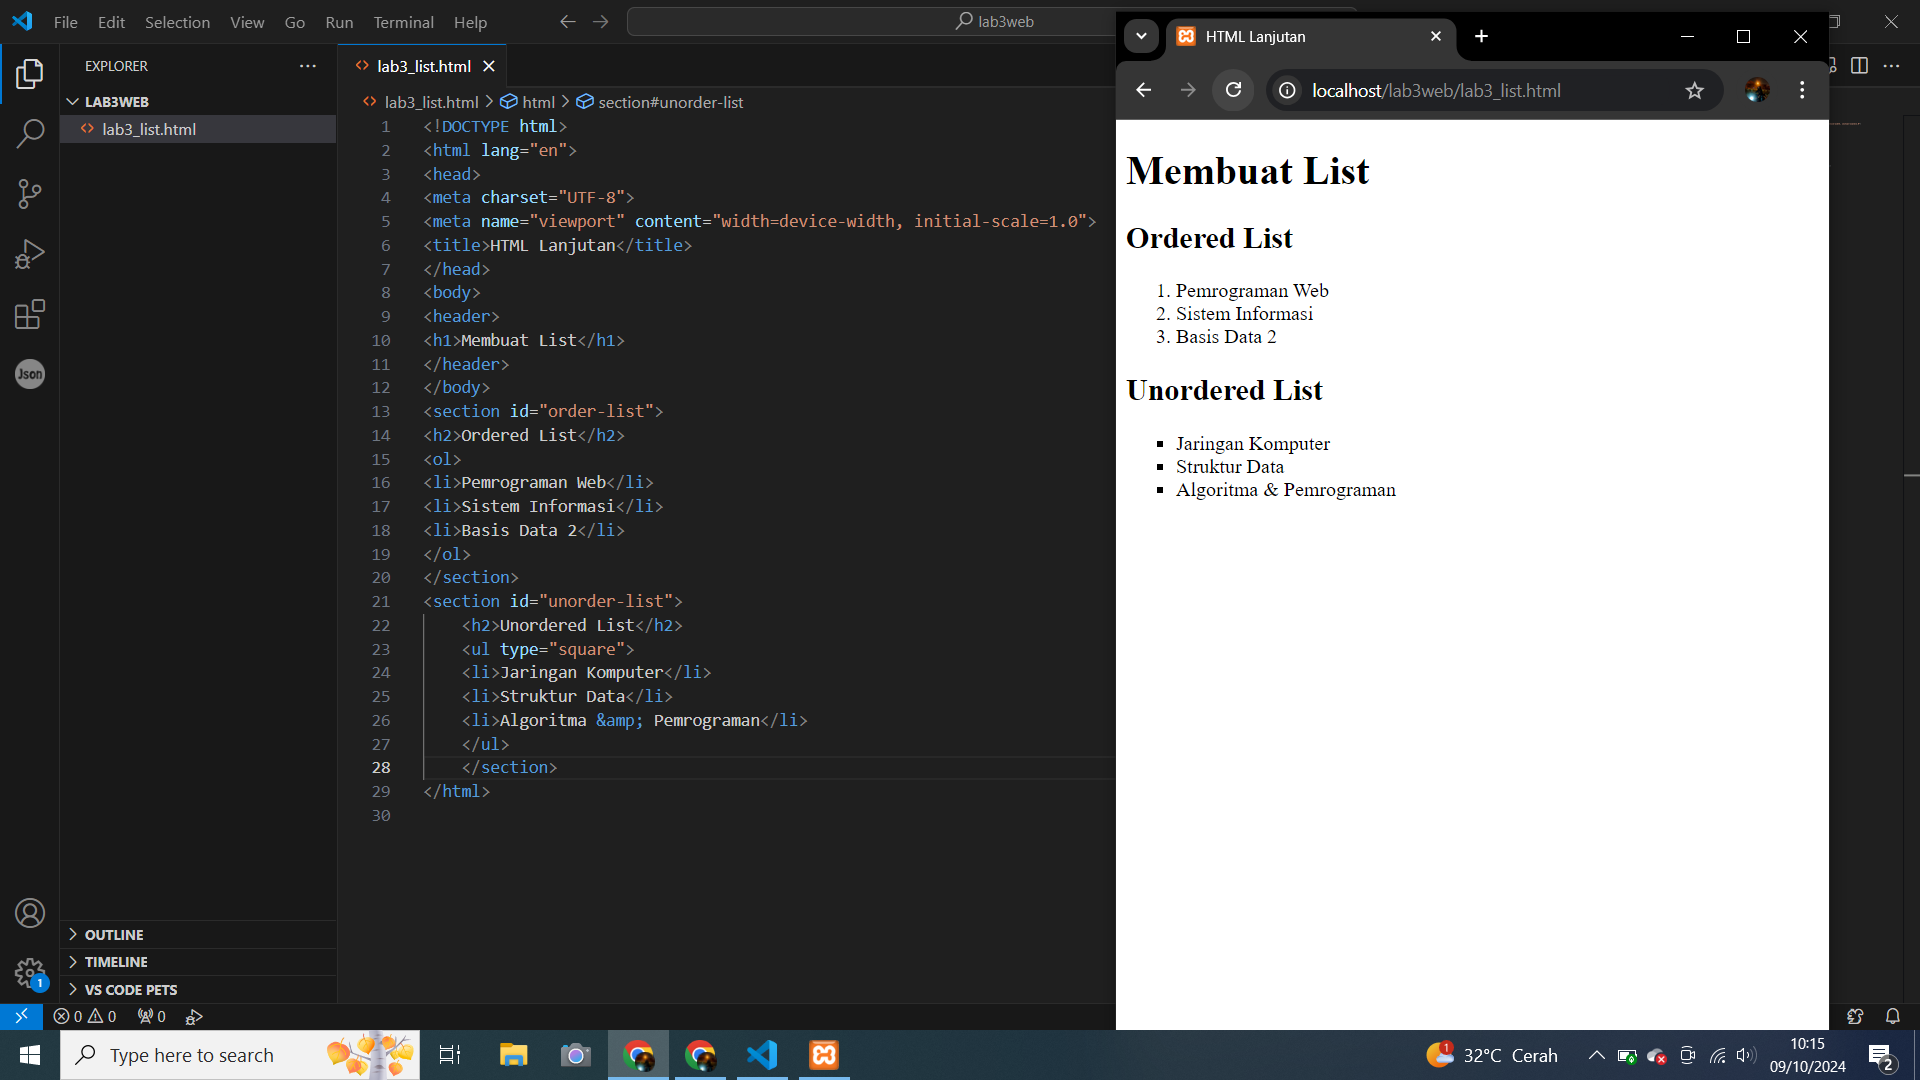 File Edit Selection View Go Run Terminal Help
lab3web
EXPLORER
LAB3WEB
lab3_list.html
OUTLINE
TIMELINE
VS CODE PETS
Json
1
lab3_list.html
lab3_list.html > html > section#unorder-list
1 <!DOCTYPE html>
2 <html lang="en">
3 <head>
4 <meta charset="UTF-8">
5 <meta name="viewport" content="width=device-width, initial-scale=1.0">
6 <title>HTML Lanjutan</title>
7 </head>
8 <body>
9 <header>
10 <h1>Membuat List</h1>
11 </header>
12 </body>
13 <section id="order-list">
14 <h2>Ordered List</h2>
15 <ol>
16 <li>Pemrograman Web</li>
17 <li>Sistem Informasi</li>
18 <li>Basis Data 2</li>
19 </ol>
20 </section>
21 <section id="unorder-list">
22 <h2>Unordered List</h2>
23 <ul type="square">
24 <li>Jaringan Komputer</li>
25 <li>Struktur Data</li>
26 <li>Algoritma &amp; Pemrograman</li>
27 </ul>
28 </section>
29 </html>
30
HTML Lanjutan
localhost/lab3web/lab3_list.html
Membuat List
Ordered List
1. Pemrograman Web
2. Sistem Informasi
3. Basis Data 2
Unordered List
Jaringan Komputer
Struktur Data
Algoritma & Pemrograman
0 0 0
Type here to search
1
32°C Cerah
10:15
09/10/2024
2